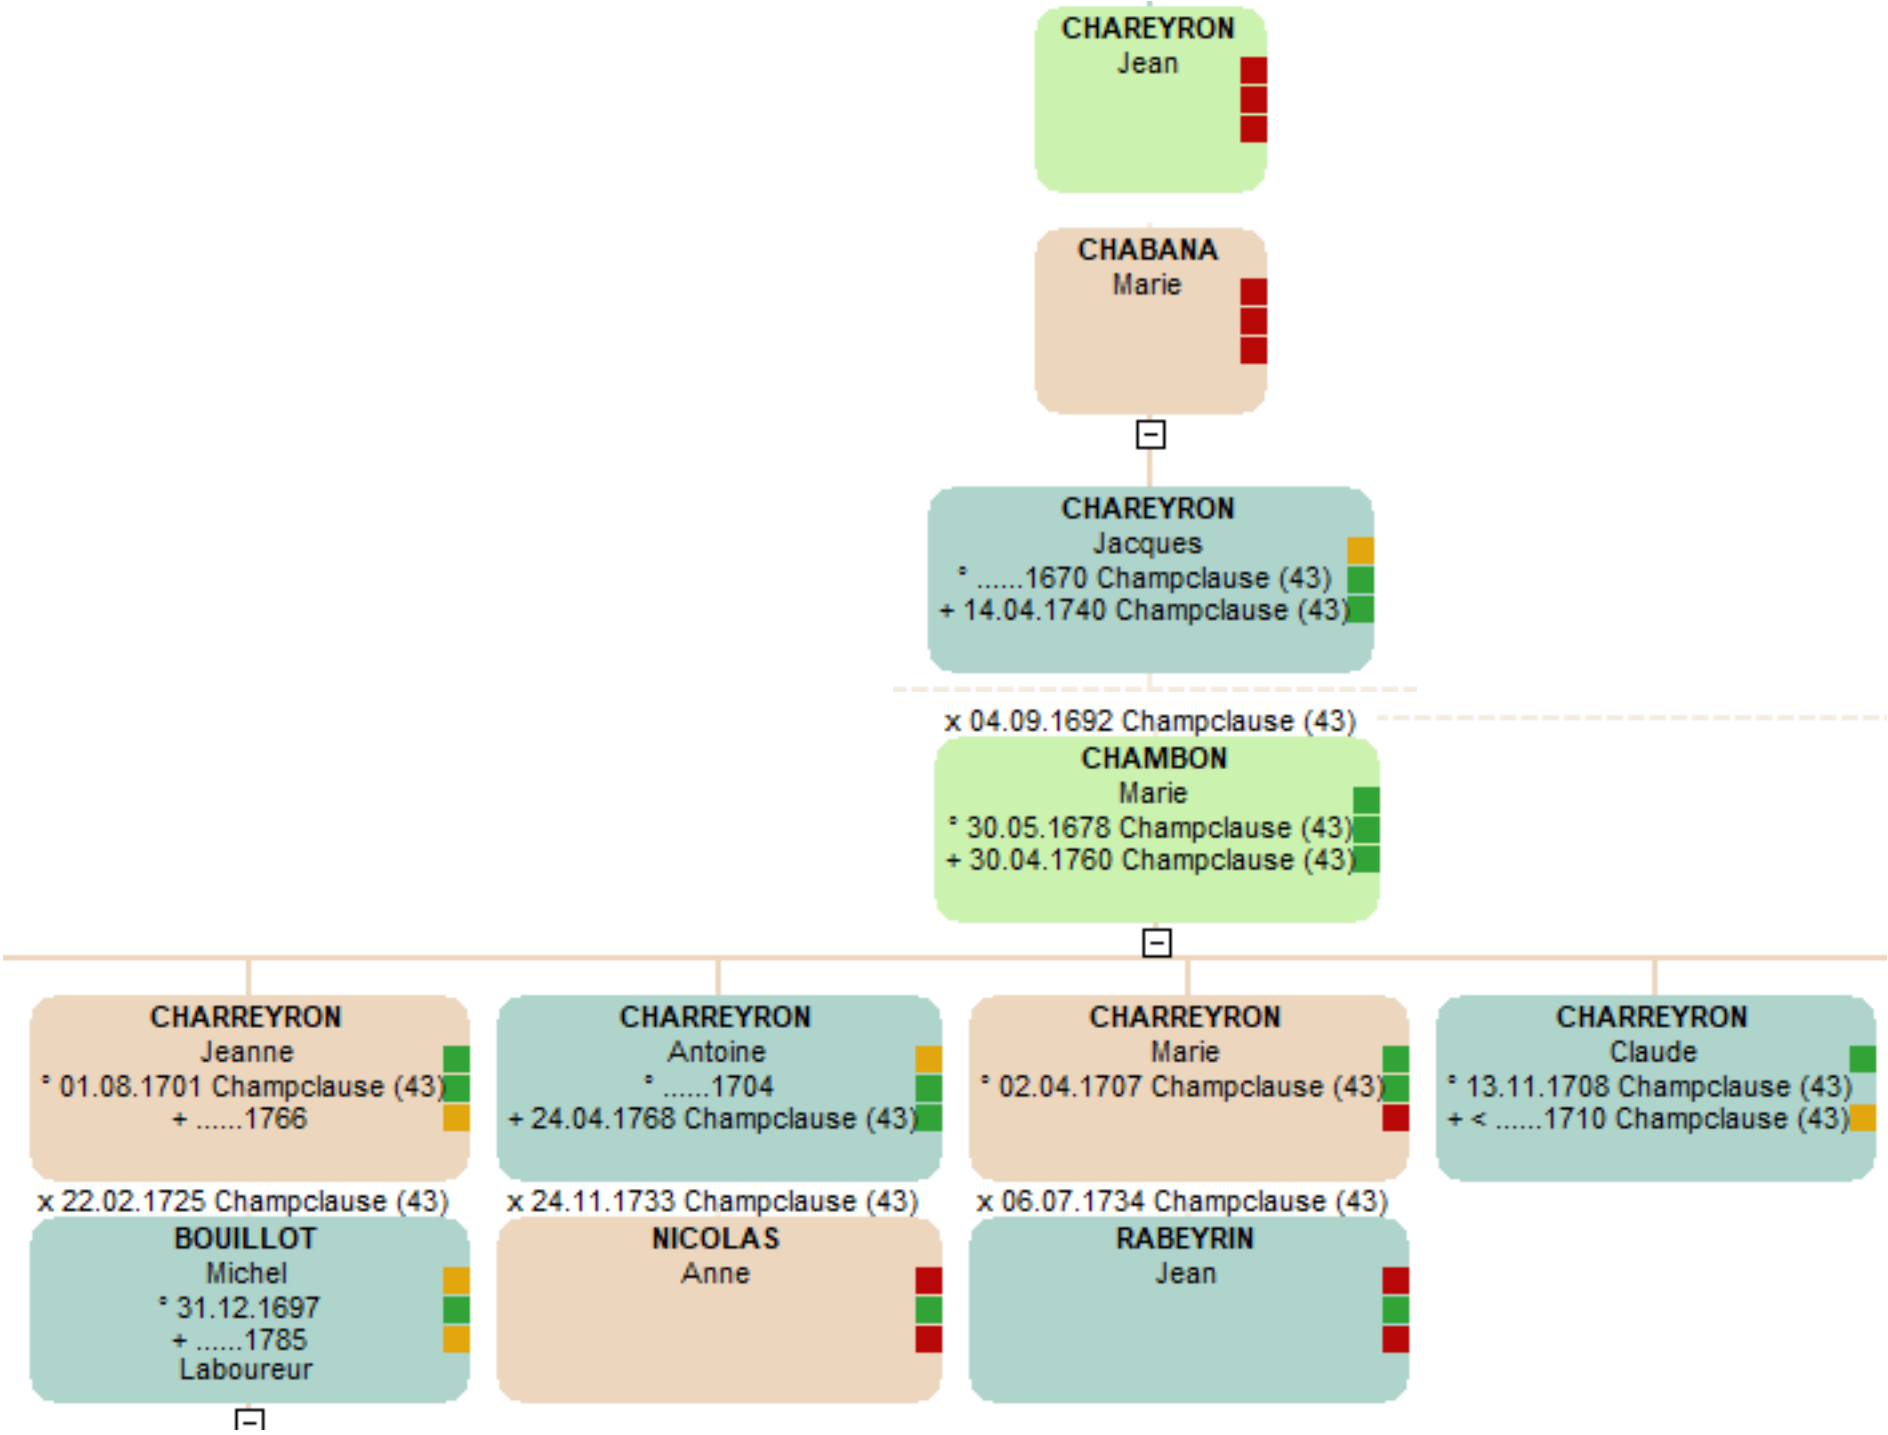 CHAREYRON
Jean
CHABANA
Marie
CHAREYRON
Jacques
° ......1670 Champclause (43)
+ 14.04.1740 Champclause (43)
x 04.09.1692 Champclause (43)
CHAMBON
Marie
° 30.05.1678 Champclause (43)
+ 30.04.1760 Champclause (43)
CHARREYRON
Jeanne
° 01.08.1701 Champclause (43)
+ ......1766
x 22.02.1725 Champclause (43)
BOUILLOT
Michel
° 31.12.1697
+ ......1785
Laboureur
CHARREYRON
Antoine
° ......1704
+ 24.04.1768 Champclause (43)
x 24.11.1733 Champclause (43)
NICOLAS
Anne
CHARREYRON
Marie
° 02.04.1707 Champclause (43)
x 06.07.1734 Champclause (43)
RABEYRIN
Jean
CHARREYRON
Claude
° 13.11.1708 Champclause (43)
+ < ......1710 Champclause (43)